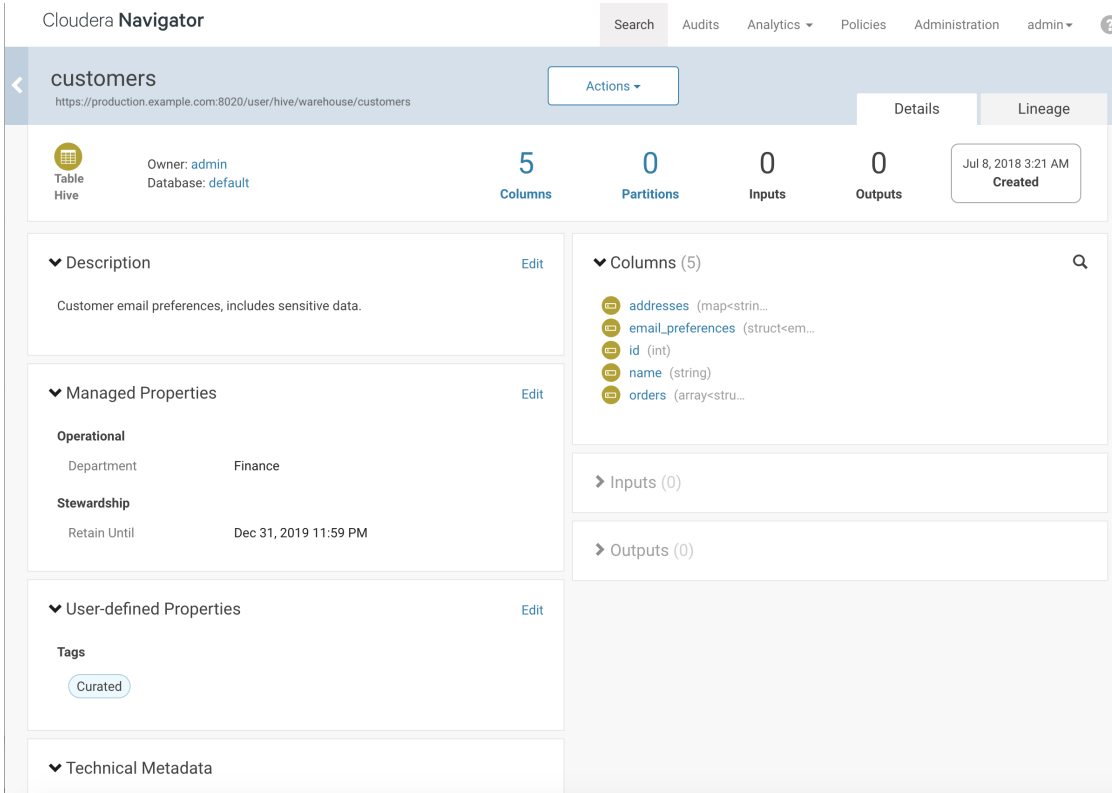 Cloudera Navigator
Search Audits Analytics Policies Administration admin ?
customers
https://production.example.com:8020/user/hive/warehouse/customers
Actions
Details Lineage
Table
Hive
Owner: admin
Database: default
5
Columns
0
Partitions
0
Inputs
0
Outputs
Jul 8, 2018 3:21 AM
Created
Description Edit
Customer email preferences, includes sensitive data.
Managed Properties Edit
Operational
Department Finance
Stewardship
Retain Until Dec 31, 2019 11:59 PM
User-defined Properties Edit
Tags
Curated
Technical Metadata
Columns (5)
addresses (map<strin...
email_preferences (struct<em...
id (int)
name (string)
orders (array<stru...
Inputs (0)
Outputs (0)